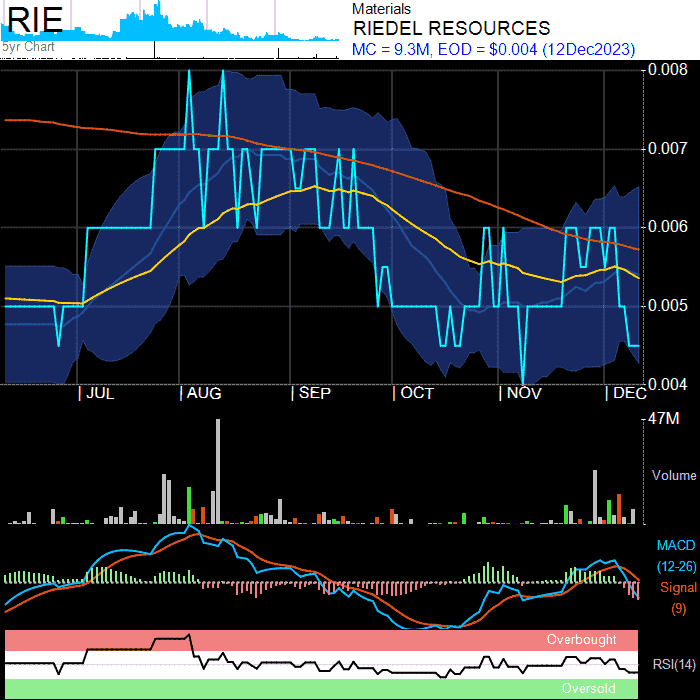 RIE
5yr Chart
Materials
RIEDEL RESOURCES
MC = 9.3M, EOD = $0.004 (12Dec2023)
0.008
0.007
0.006
0.005
0.004
JUL
AUG
SEP
OCT
NOV
DEC
47M
Volume
MACD
(12-26)
Signal
(9)
Overbought
RSI(14)
Oversold